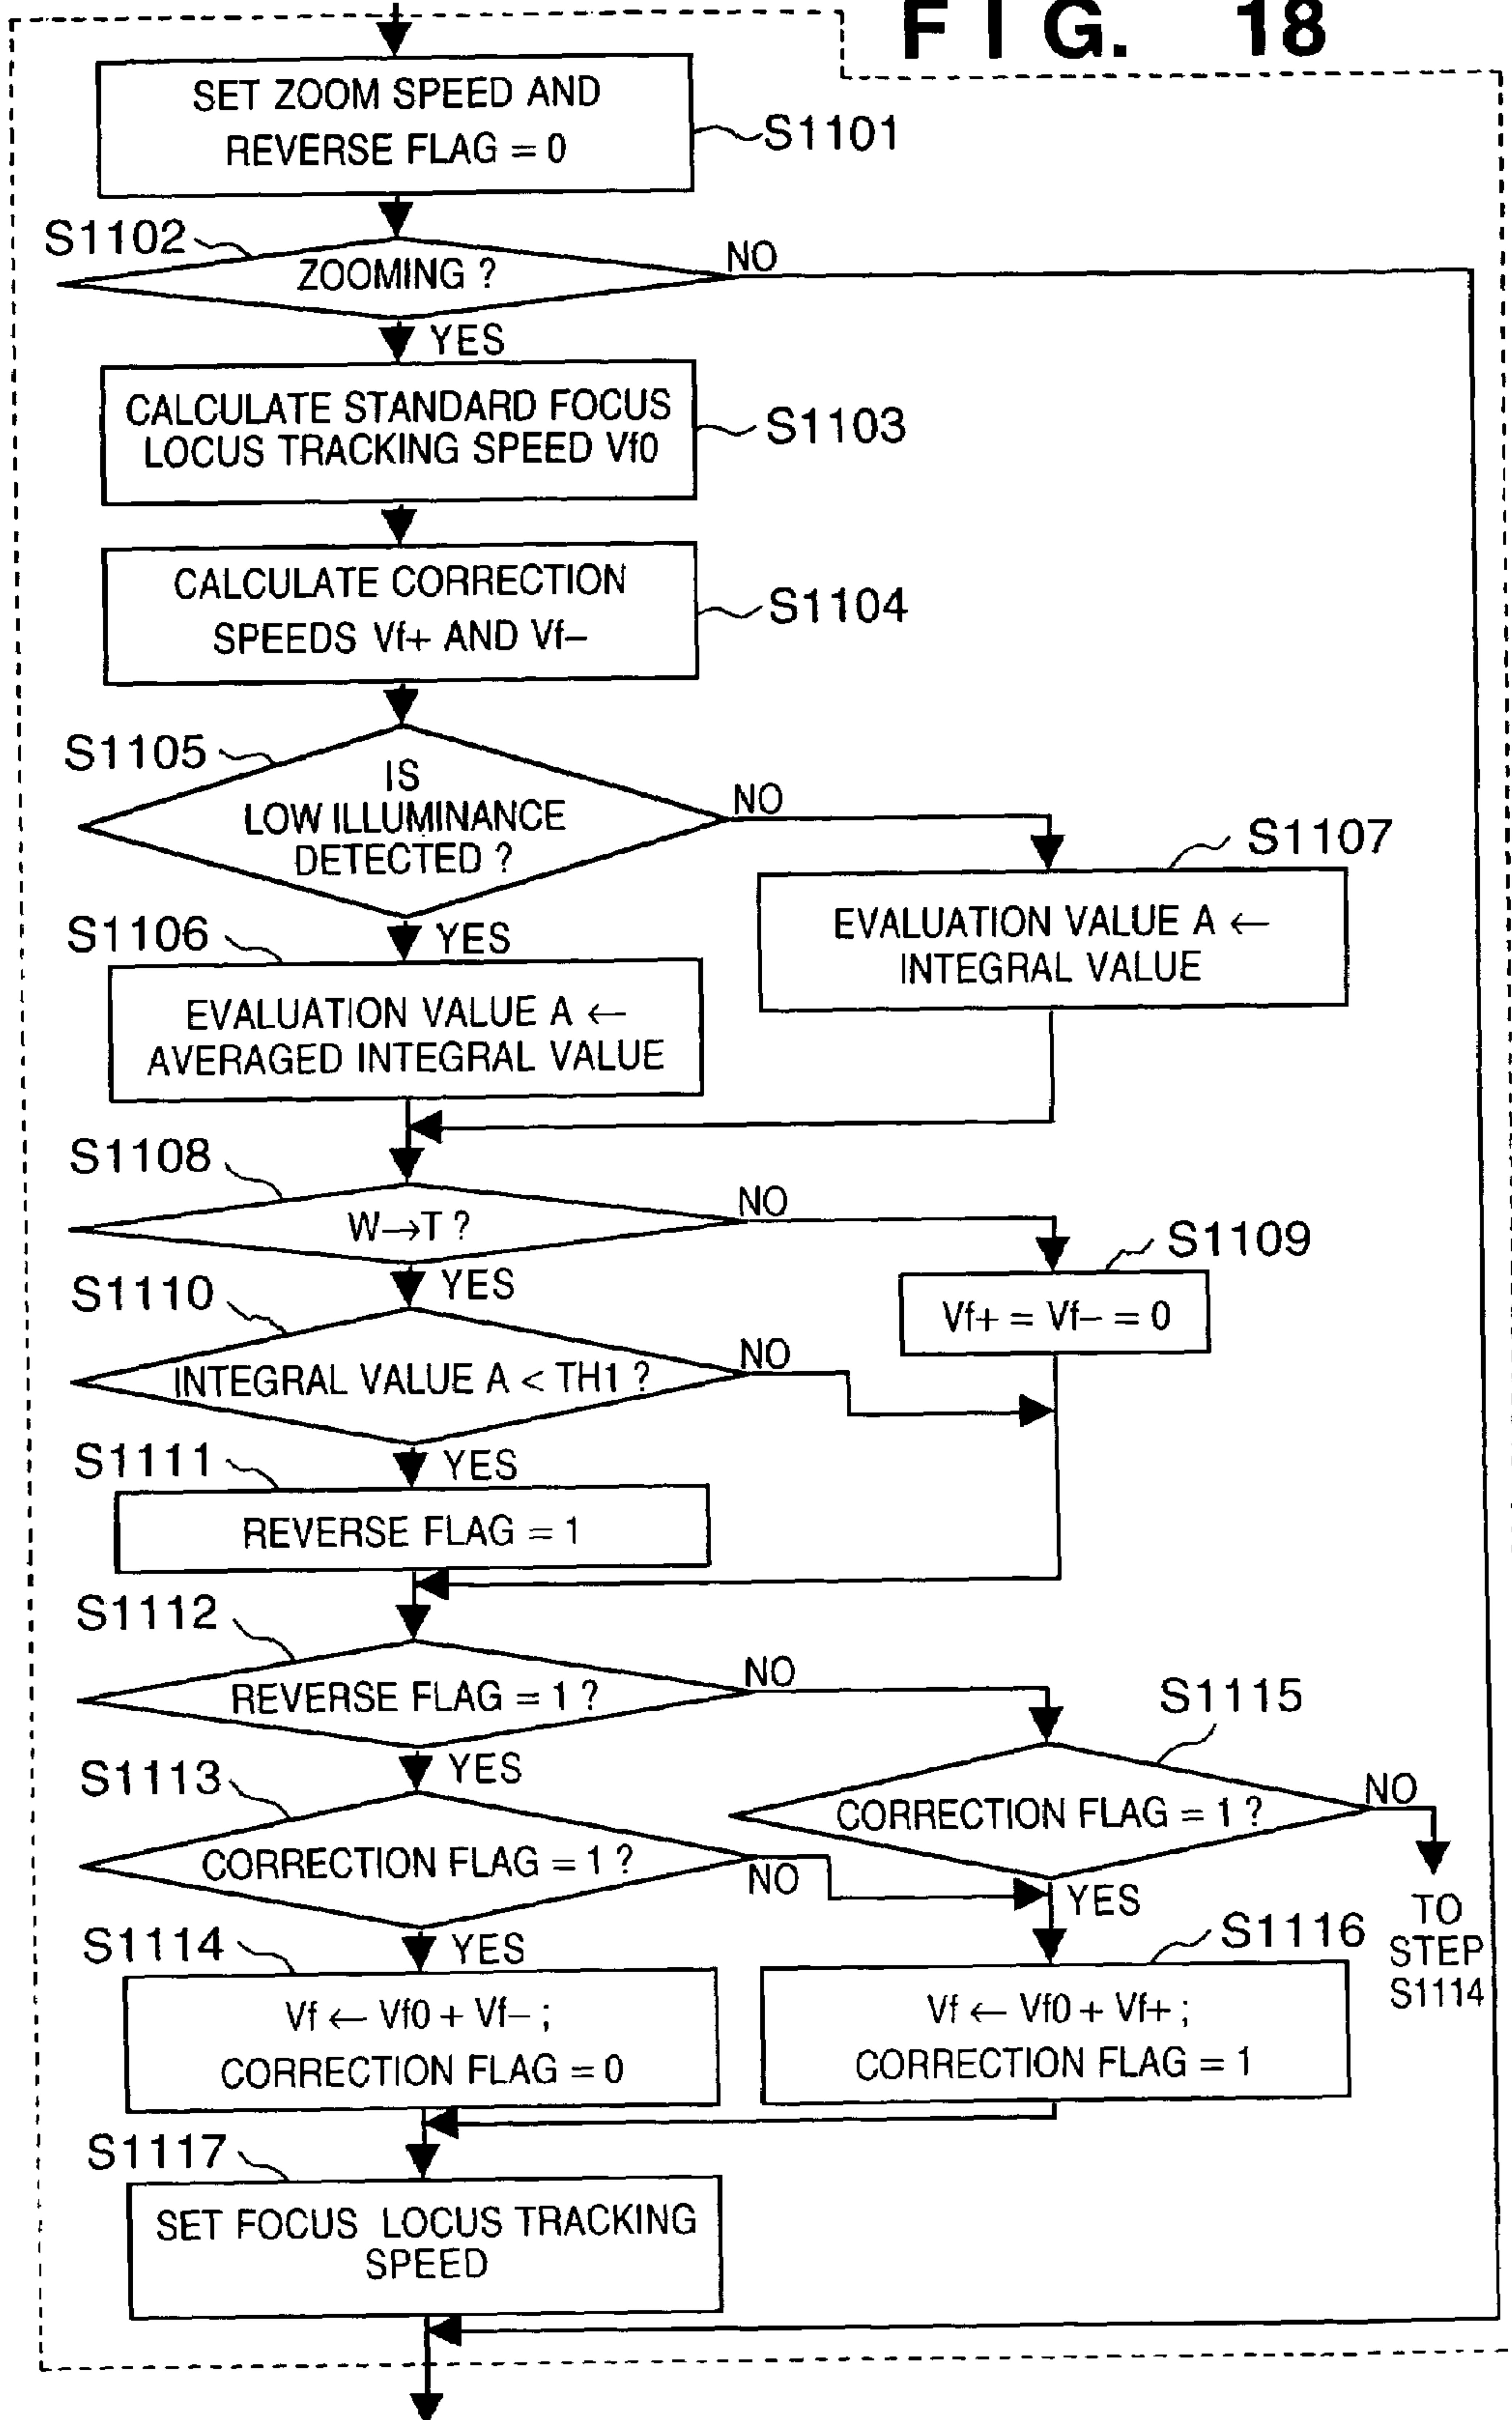 FIG. 18
SET ZOOM SPEED AND
REVERSE FLAG = 0
S1101
S1102
ZOOMING ?
NO
YES
CALCULATE STANDARD FOCUS
LOCUS TRACKING SPEED Vf0
S1103
CALCULATE CORRECTION
SPEEDS Vf+ AND Vf−
S1104
S1105
IS
LOW ILLUMINANCE
DETECTED ?
NO
YES
S1107
EVALUATION VALUE A ←
INTEGRAL VALUE
S1106
EVALUATION VALUE A ←
AVERAGED INTEGRAL VALUE
S1108
W→T ?
NO
YES
S1109
Vf+ = Vf− = 0
S1110
INTEGRAL VALUE A < TH1 ?
NO
YES
S1111
REVERSE FLAG = 1
S1112
REVERSE FLAG = 1 ?
NO
YES
S1115
CORRECTION FLAG = 1 ?
NO
YES
TO
STEP
S1114
S1113
CORRECTION FLAG = 1 ?
NO
YES
S1114
Vf ← Vf0 + Vf− ;
CORRECTION FLAG = 0
S1116
Vf ← Vf0 + Vf+ ;
CORRECTION FLAG = 1
S1117
SET FOCUS LOCUS TRACKING
SPEED